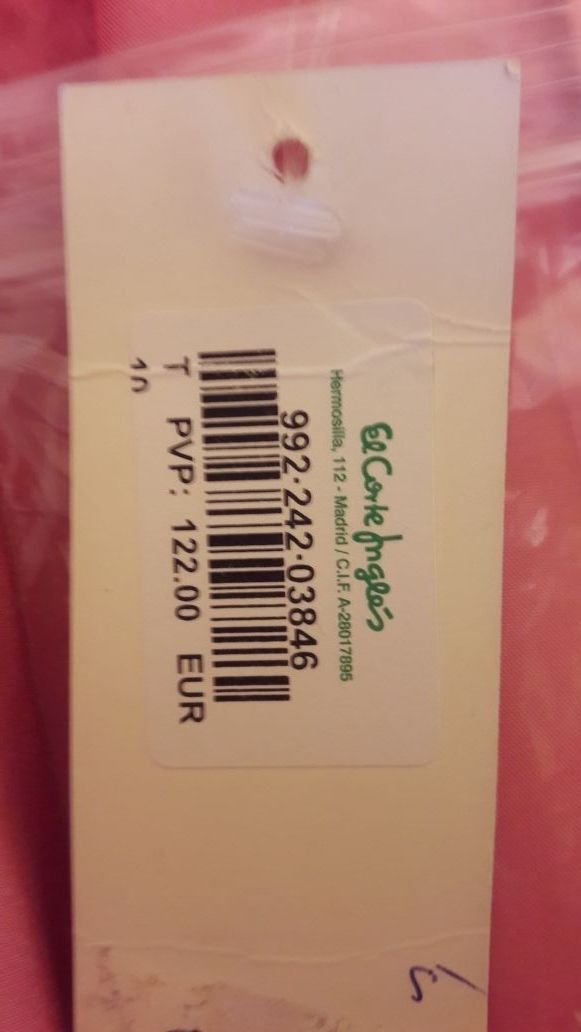 El Corte Inglés
Hermosilla, 112 - Madrid / C.I.F. A-28017895
992·242·03846
T PVP: 122.00 EUR